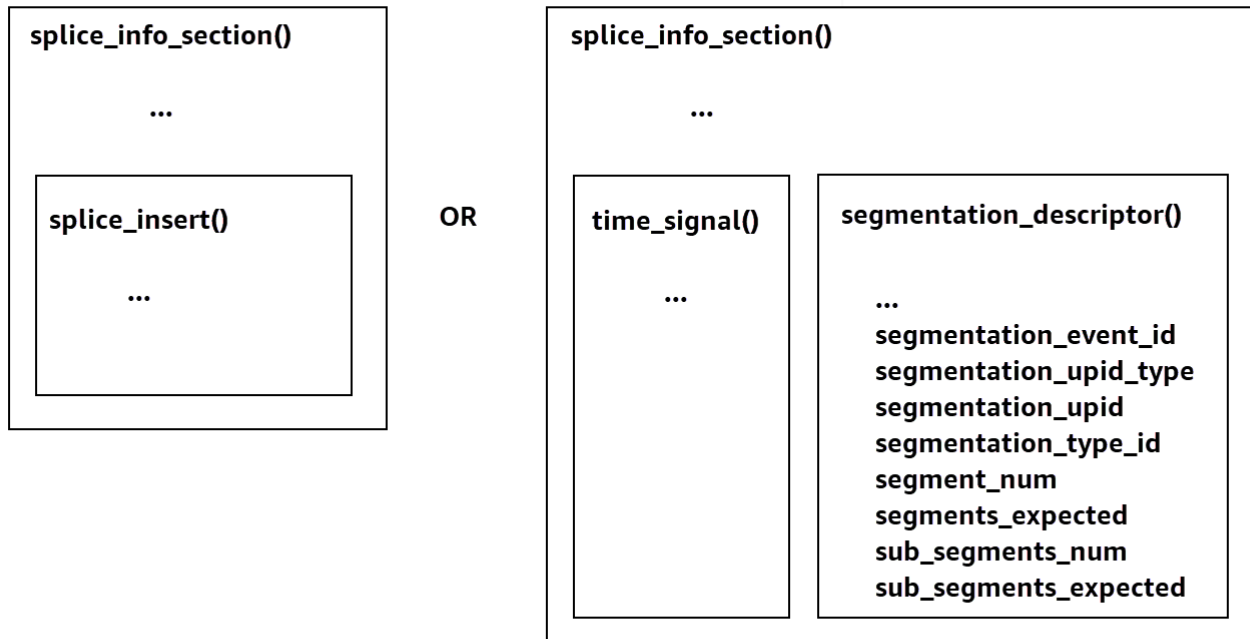 splice_info_section()
...
splice_insert()
...
OR
splice_info_section()
...
time_signal()
...
segmentation_descriptor()
...
segmentation_event_id
segmentation_upid_type
segmentation_upid
segmentation_type_id
segment_num
segments_expected
sub_segments_num
sub_segments_expected